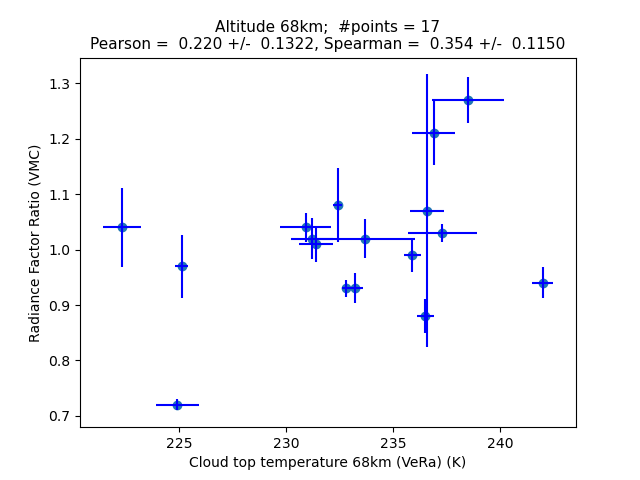 Altitude 68km;  #points = 17
Pearson =  0.220 +/-  0.1322, Spearman =  0.354 +/-  0.1150
1.3
1.2
1.1
1.0
0.9
0.8
0.7
Radiance Factor Ratio (VMC)
225
230
235
240
Cloud top temperature 68km (VeRa) (K)